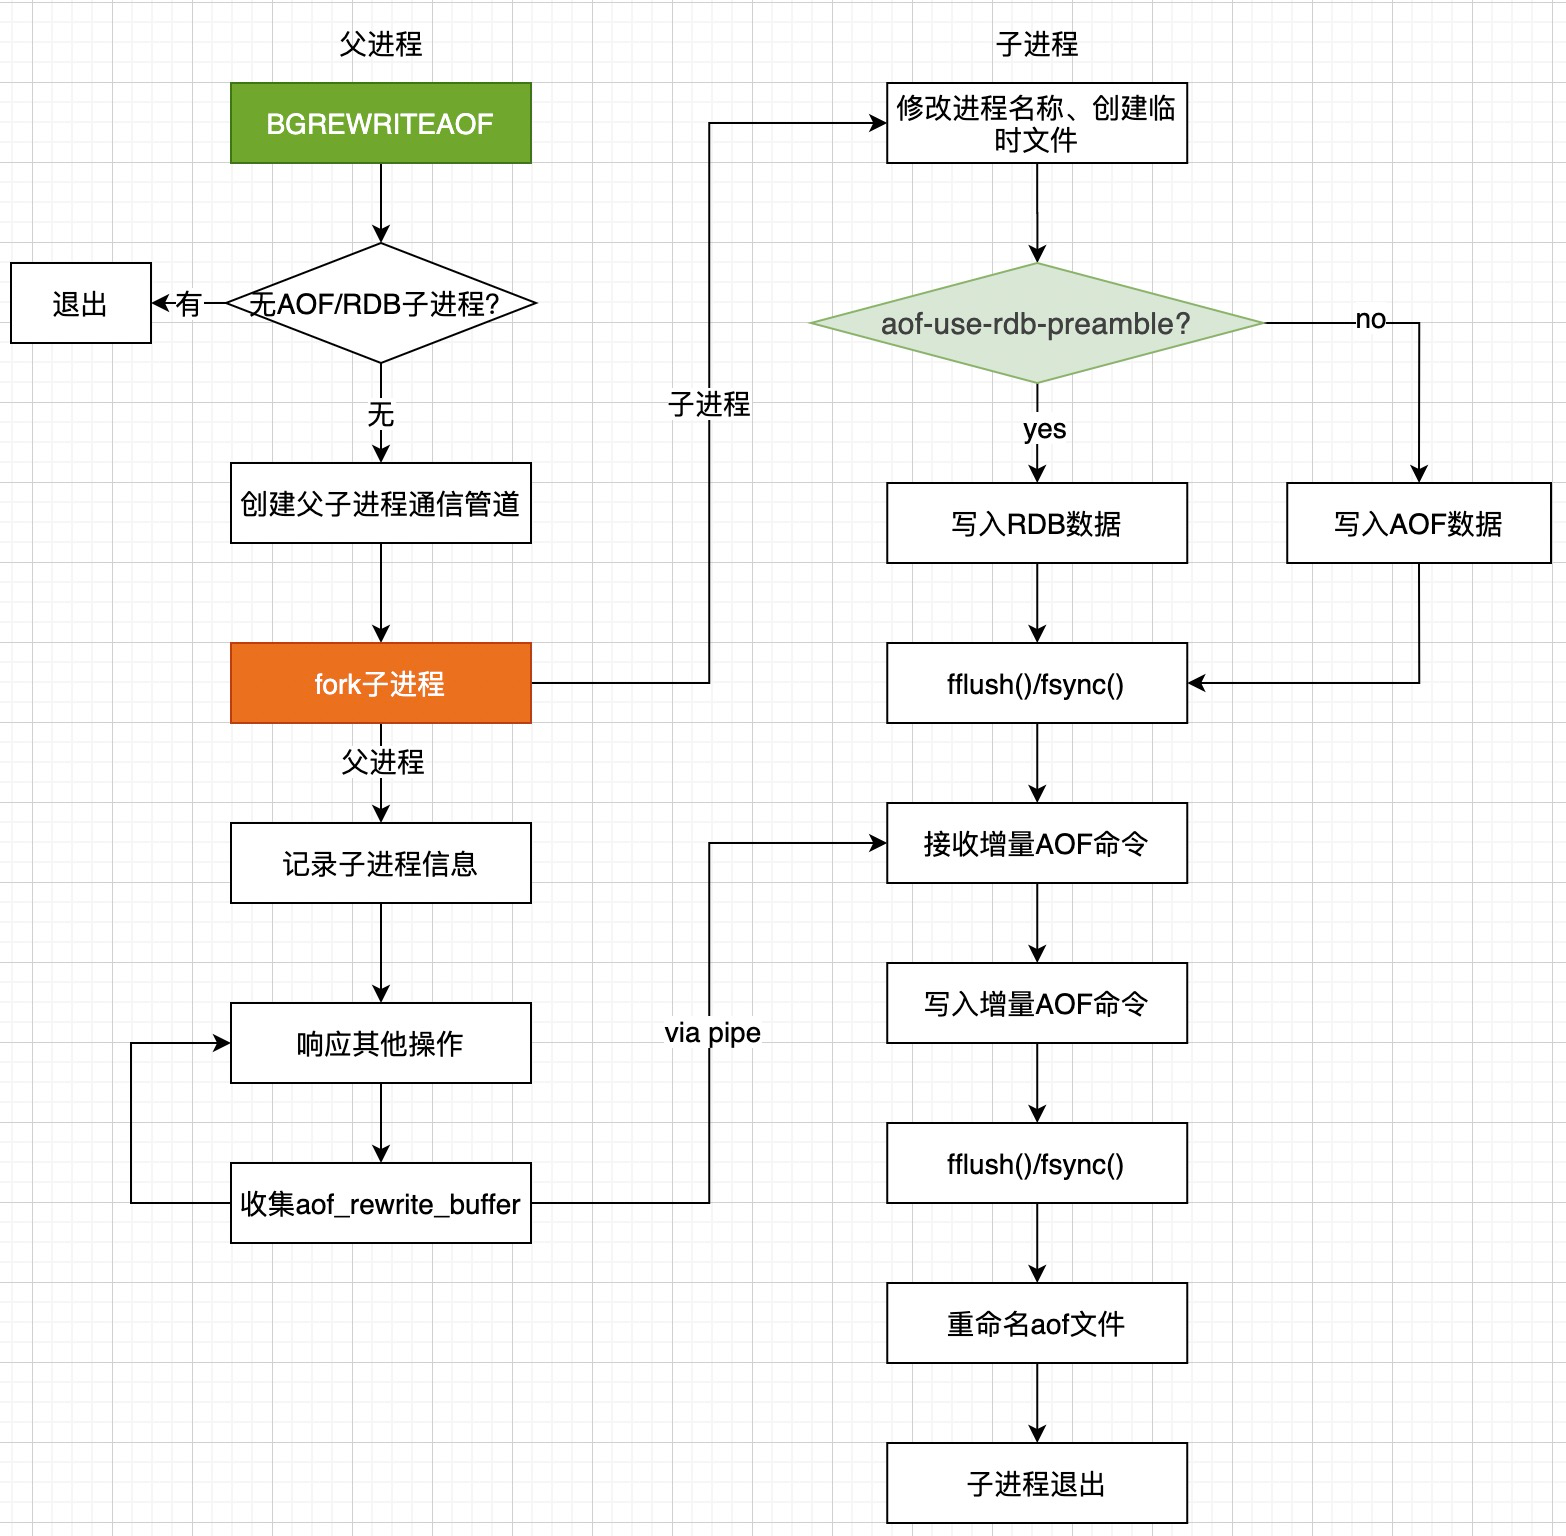 父进程
BGREWRITEAOF
无AOF/RDB子进程?
有
退出
无
创建父子进程通信管道
fork子进程
父进程
记录子进程信息
响应其他操作
收集aof_rewrite_buffer
子进程
via pipe
子进程
修改进程名称、创建临
时文件
aof-use-rdb-preamble?
no
yes
写入RDB数据
写入AOF数据
fflush()/fsync()
接收增量AOF命令
写入增量AOF命令
fflush()/fsync()
重命名aof文件
子进程退出